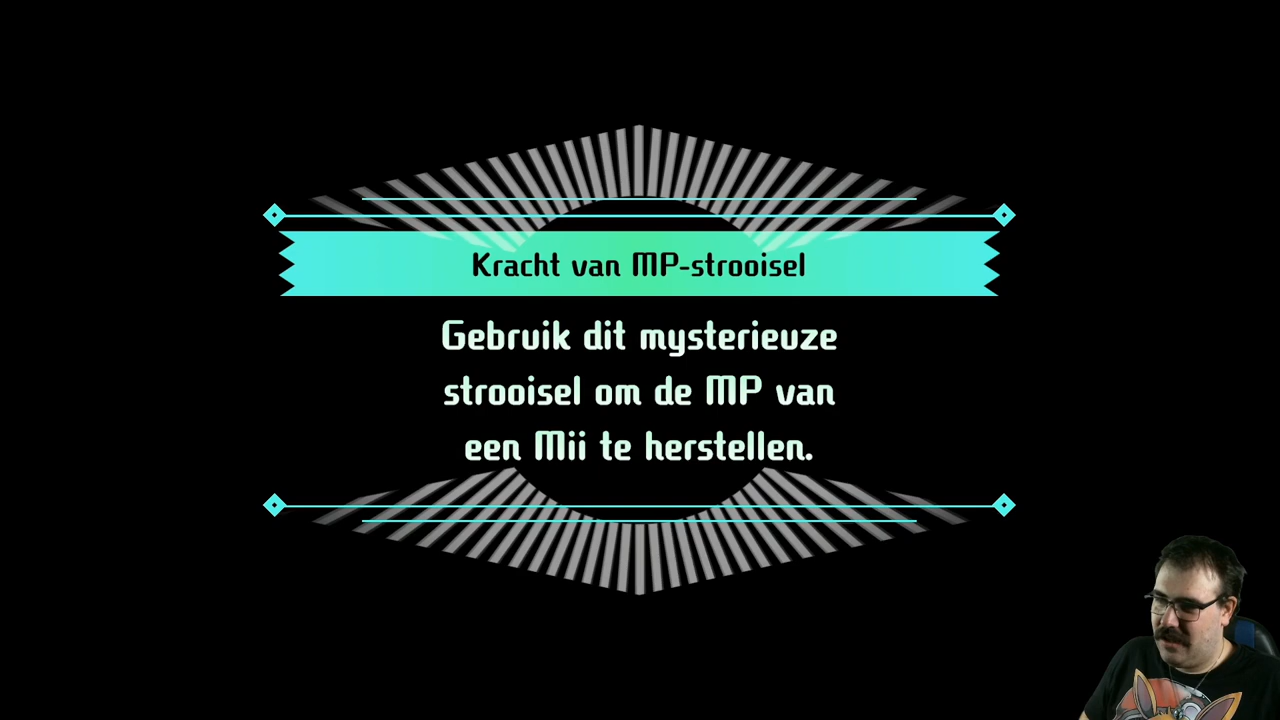 Kracht van MP-strooisel
Gebruik dit mysterieuze
strooisel om de MP van
een Mii te herstellen.